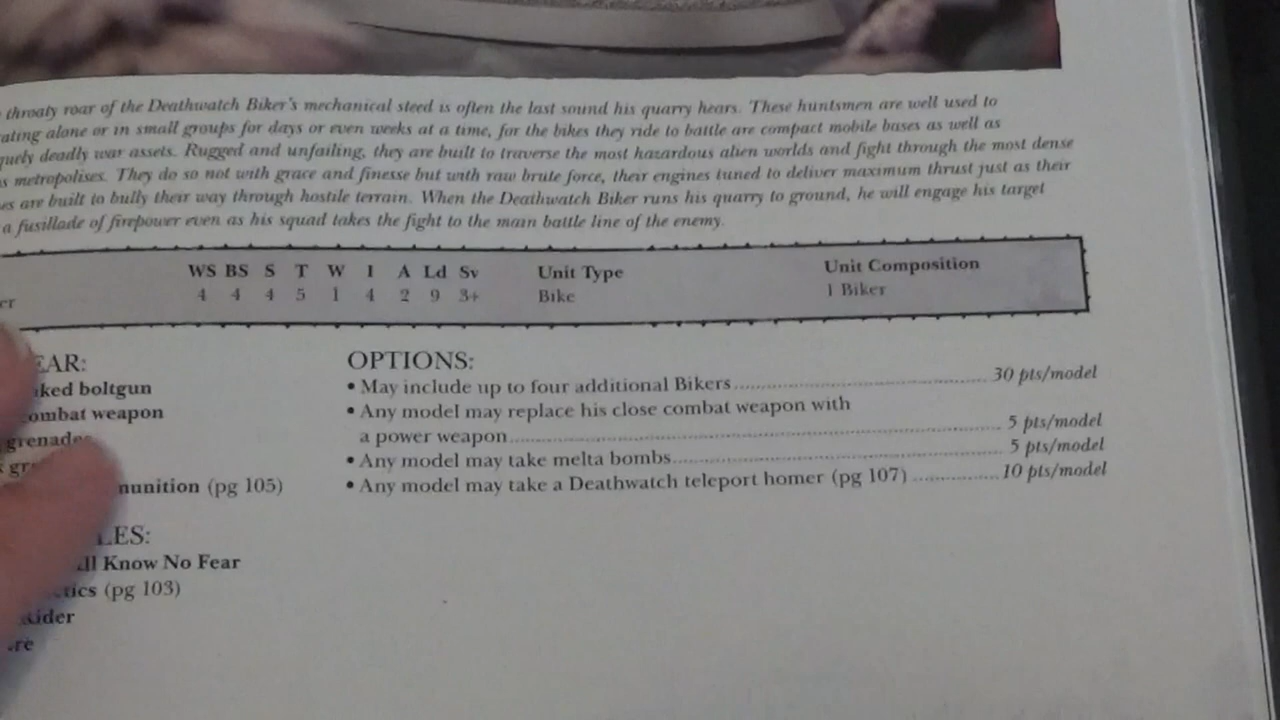 throaty roar of the Deathwatch Biker's mechanical steed is often the last sound his quarry hears. These huntsmen are well used to
ating alone or in small groups for days or even weeks at a time, for the bikes they ride to battle are compact mobile bases as well as
quely deadly war assets. Rugged and unfailing, they are built to traverse the most hazardous alien worlds and fight through the most dense
s metropolises. They do so not with grace and finesse but with raw brute force, their engines tuned to deliver maximum thrust just as their
es are built to bully their way through hostile terrain. When the Deathwatch Biker runs his quarry to ground, he will engage his target
a fusillade of firepower even as his squad takes the fight to the main battle line of the enemy.
WS BS S T W I A Ld Sv Unit Type Unit Composition
er 4 4 4 5 1 4 2 9 3+ Bike 1 Biker
EAR:
ked boltgun
ombat weapon
grenades
gr
munition (pg 105)
LES:
ll Know No Fear
tics (pg 103)
Rider
re
OPTIONS:
• May include up to four additional Bikers 30 pts/model
• Any model may replace his close combat weapon with
a power weapon 5 pts/model
• Any model may take melta bombs 5 pts/model
• Any model may take a Deathwatch teleport homer (pg 107) 10 pts/model